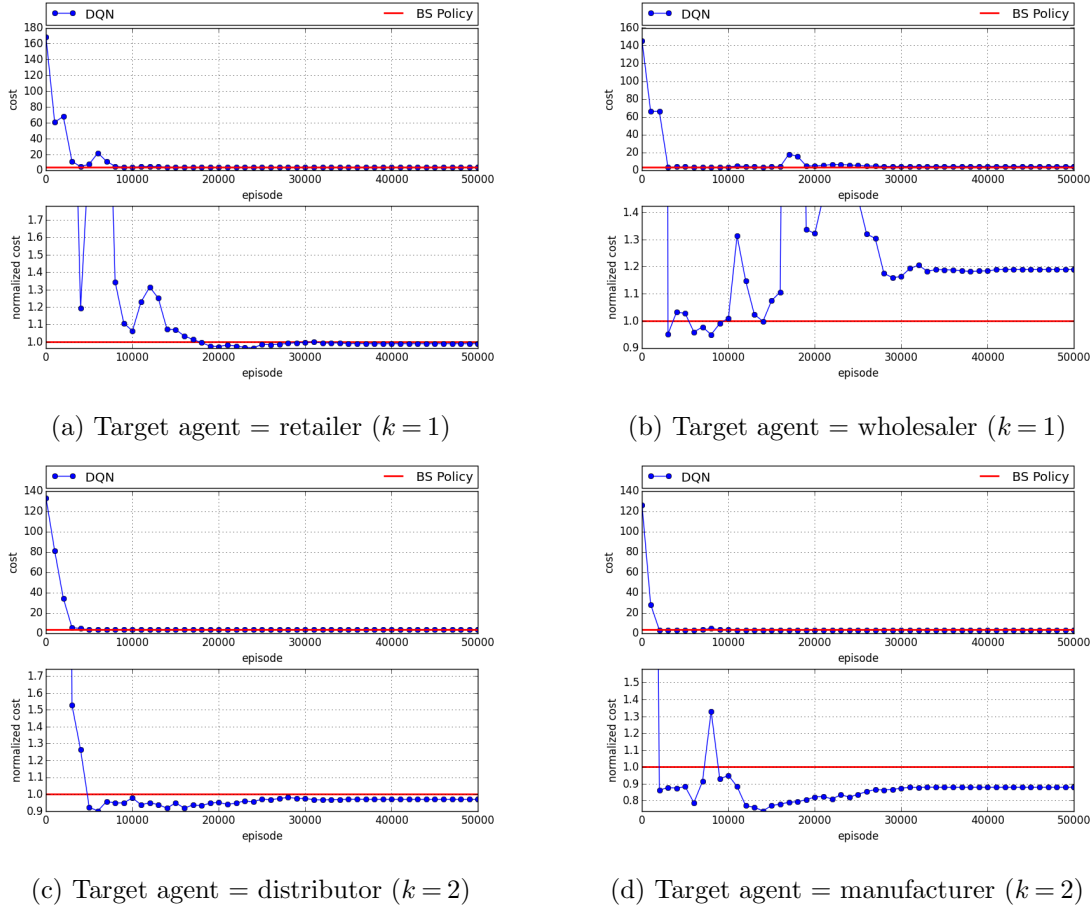 DQN BS Policy
180
160
140
120
100
80
60
40
20
0
cost
0 10000 20000 30000 40000 50000
episode
1.7
1.6
1.5
1.4
1.3
1.2
1.1
1.0
normalized cost
0 10000 20000 30000 40000 50000
episode
(a) Target agent = retailer (k = 1)
DQN BS Policy
160
140
120
100
80
60
40
20
0
cost
0 10000 20000 30000 40000 50000
episode
1.4
1.3
1.2
1.1
1.0
0.9
normalized cost
0 10000 20000 30000 40000 50000
episode
(b) Target agent = wholesaler (k = 1)
DQN BS Policy
140
120
100
80
60
40
20
0
cost
0 10000 20000 30000 40000 50000
episode
1.7
1.6
1.5
1.4
1.3
1.2
1.1
1.0
0.9
normalized cost
0 10000 20000 30000 40000 50000
episode
(c) Target agent = distributor (k = 2)
DQN BS Policy
140
120
100
80
60
40
20
0
cost
0 10000 20000 30000 40000 50000
episode
1.5
1.4
1.3
1.2
1.1
1.0
0.9
0.8
normalized cost
0 10000 20000 30000 40000 50000
episode
(d) Target agent = manufacturer (k = 2)